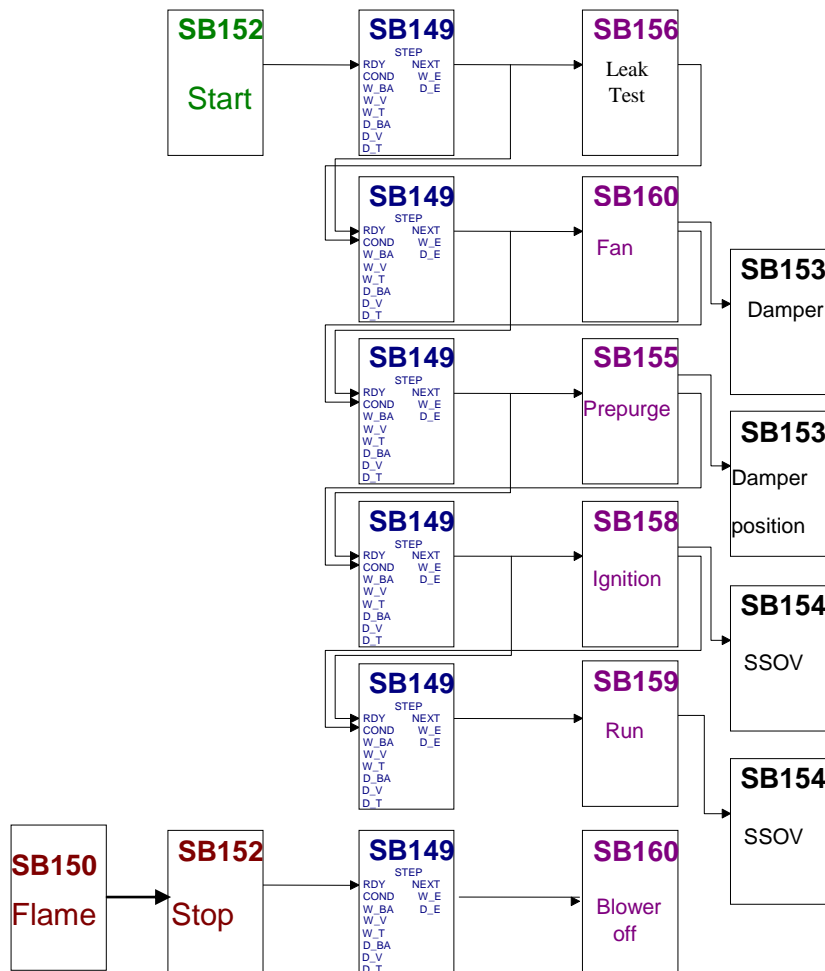 SB152
Start
SB149
STEP
RDY NEXT
COND W_E
W_BA D_E
W_V
W_T
D_BA
D_V
D_T
SB156
Leak
Test
SB149
STEP
RDY NEXT
COND W_E
W_BA D_E
W_V
W_T
D_BA
D_V
D_T
SB160
Fan
SB153
Damper
SB149
STEP
RDY NEXT
COND W_E
W_BA D_E
W_V
W_T
D_BA
D_V
D_T
SB155
Prepurge
SB153
Damper
position
SB149
STEP
RDY NEXT
COND W_E
W_BA D_E
W_V
W_T
D_BA
D_V
D_T
SB158
Ignition
SB154
SSOV
SB149
STEP
RDY NEXT
COND W_E
W_BA D_E
W_V
W_T
D_BA
D_V
D_T
SB159
Run
SB154
SSOV
SB150
Flame
SB152
Stop
SB149
STEP
RDY NEXT
COND W_E
W_BA D_E
W_V
W_T
D_BA
D_V
D_T
SB160
Blower
off